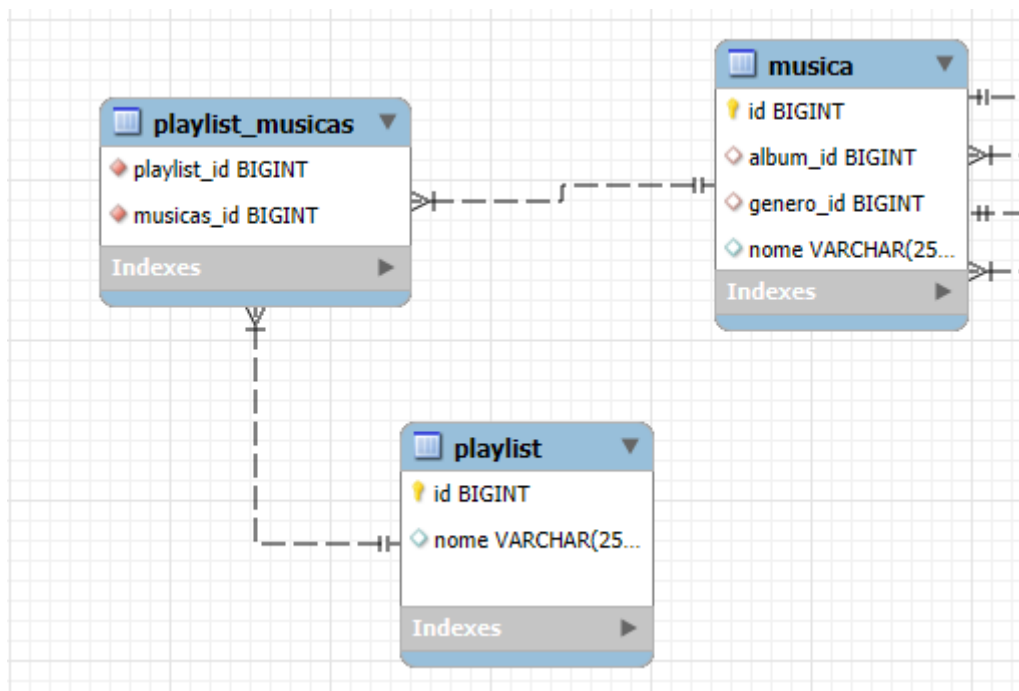 playlist_musicas
playlist_id BIGINT
musicas_id BIGINT
Indexes
musica
id BIGINT
album_id BIGINT
genero_id BIGINT
nome VARCHAR(25...
Indexes
playlist
id BIGINT
nome VARCHAR(25...
Indexes